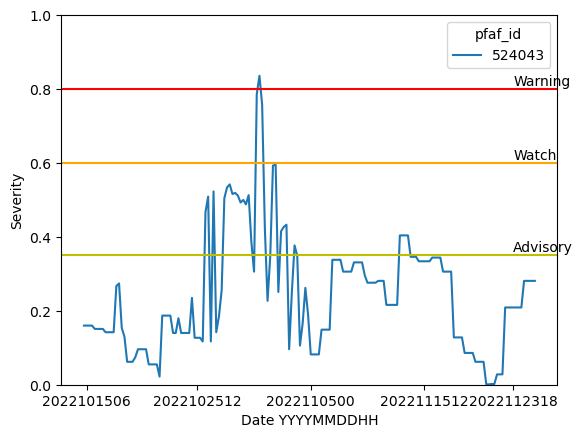 1.0
0.8
0.6
0.4
0.2
0.0
Severity
pfaf_id
524043
Warning
Watch
Advisory
2022101506
2022102512
2022110500
2022111512
2022112318
Date YYYYMMDDHH